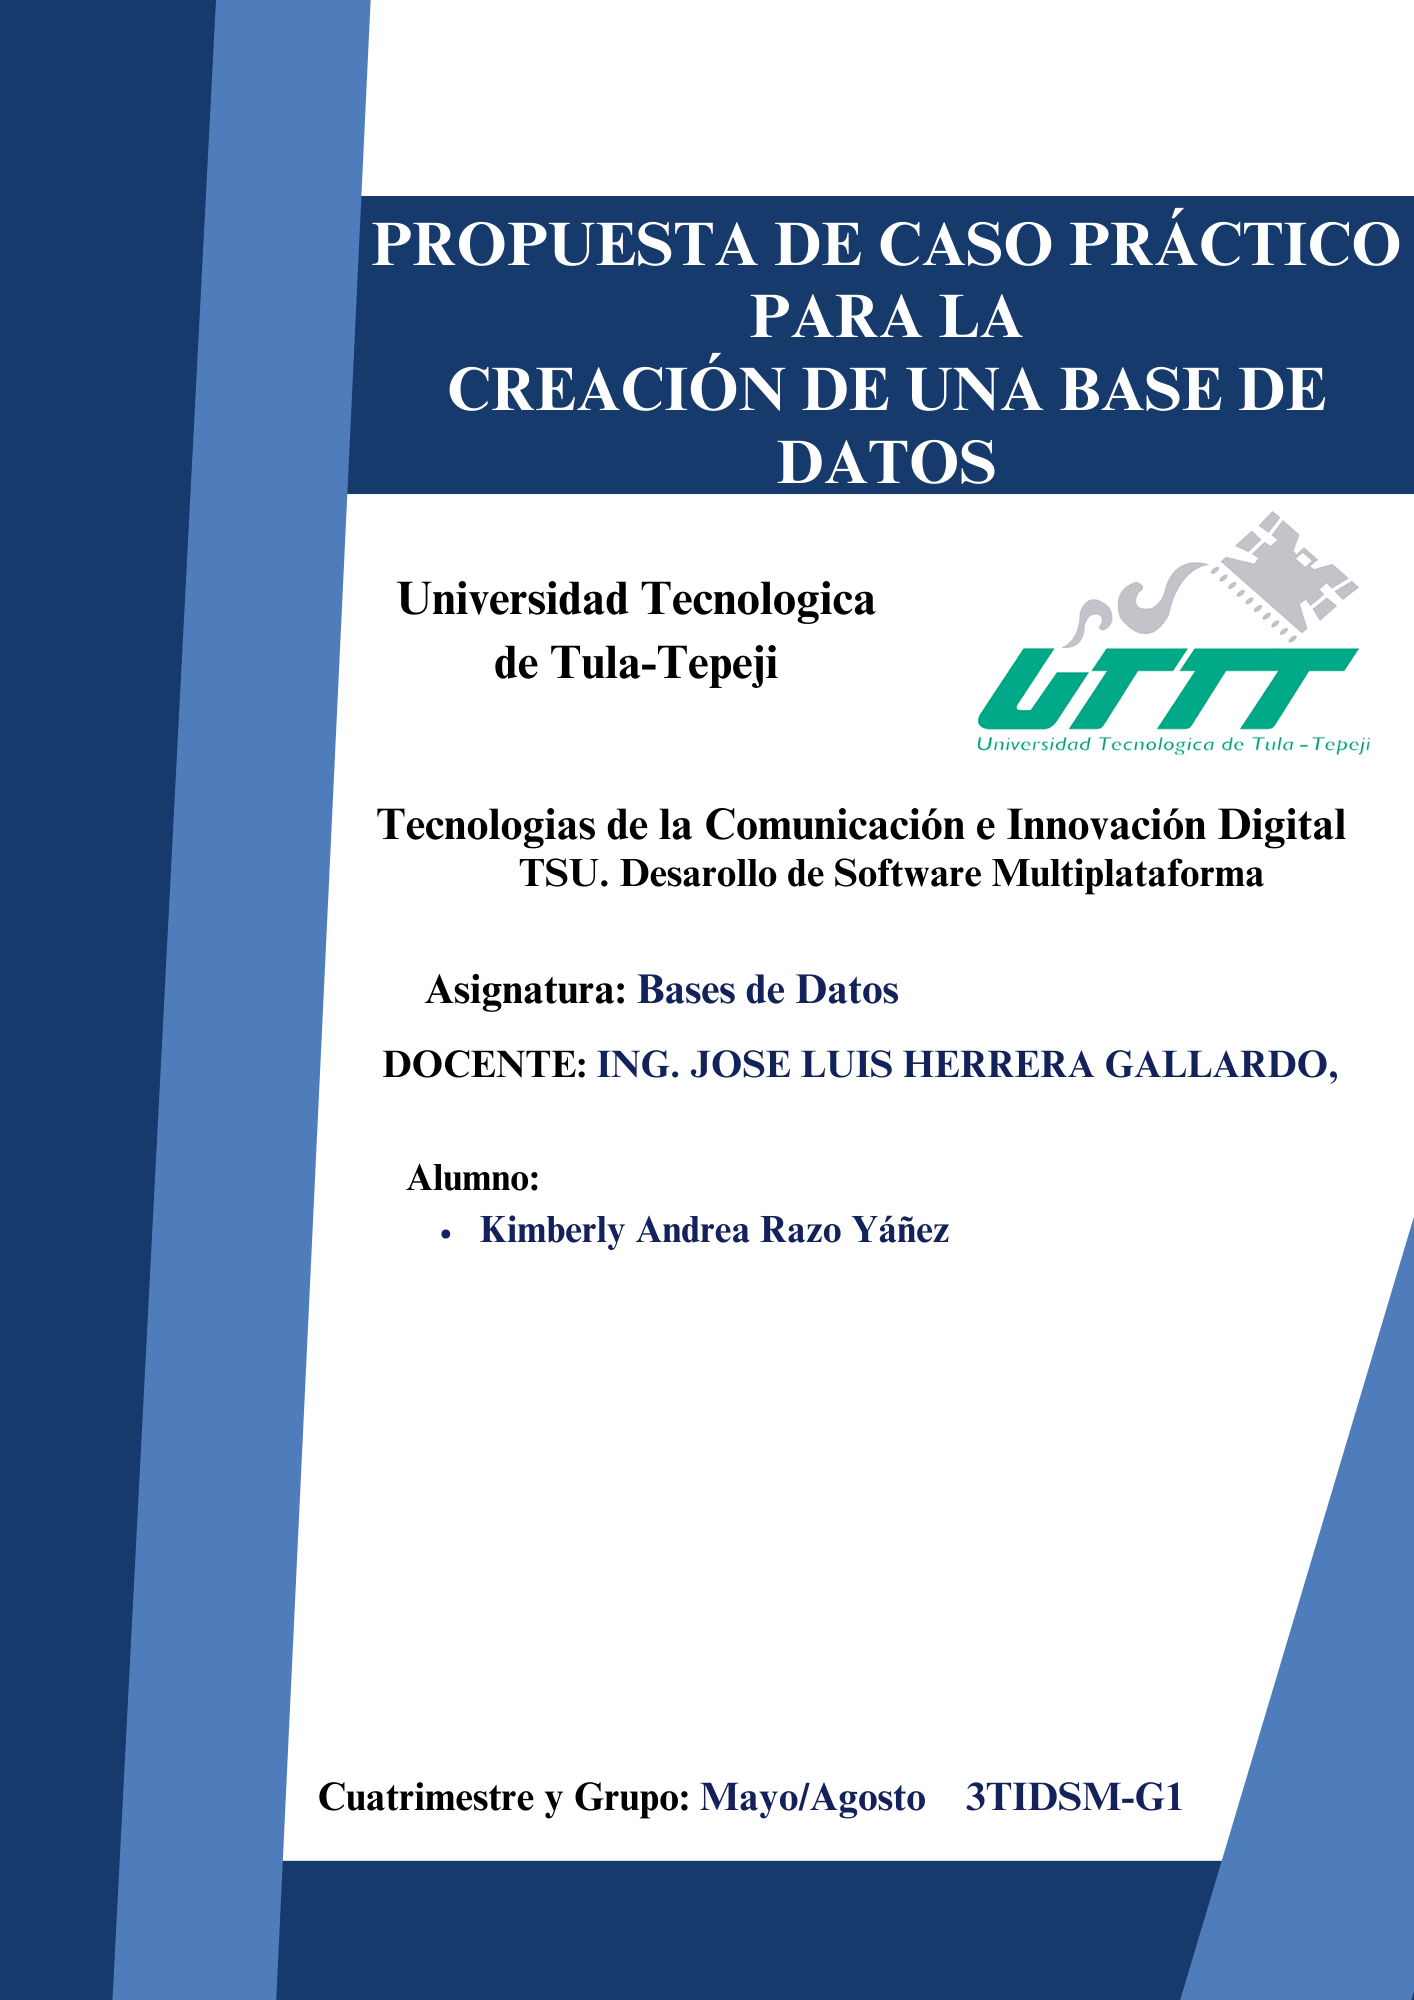 PROPUESTA DE CASO PRÁCTICO
PARA LA
CREACIÓN DE UNA BASE DE
DATOS
Universidad Tecnologica
de Tula-Tepeji
UTTT
Universidad Tecnologica de Tula - Tepeji
Tecnologias de la Comunicación e Innovación Digital
TSU. Desarollo de Software Multiplataforma
Asignatura: Bases de Datos
DOCENTE: ING. JOSE LUIS HERRERA GALLARDO,
Alumno:
• Kimberly Andrea Razo Yáñez
Cuatrimestre y Grupo: Mayo/Agosto 3TIDSM-G1